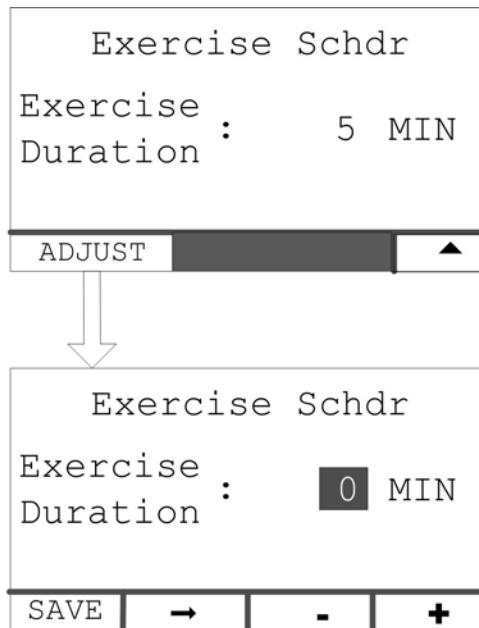 Exercise Schdr
Exercise
Duration : 5 MIN
ADJUST ▲
Exercise Schdr
Exercise
Duration : 0 MIN
SAVE → - +